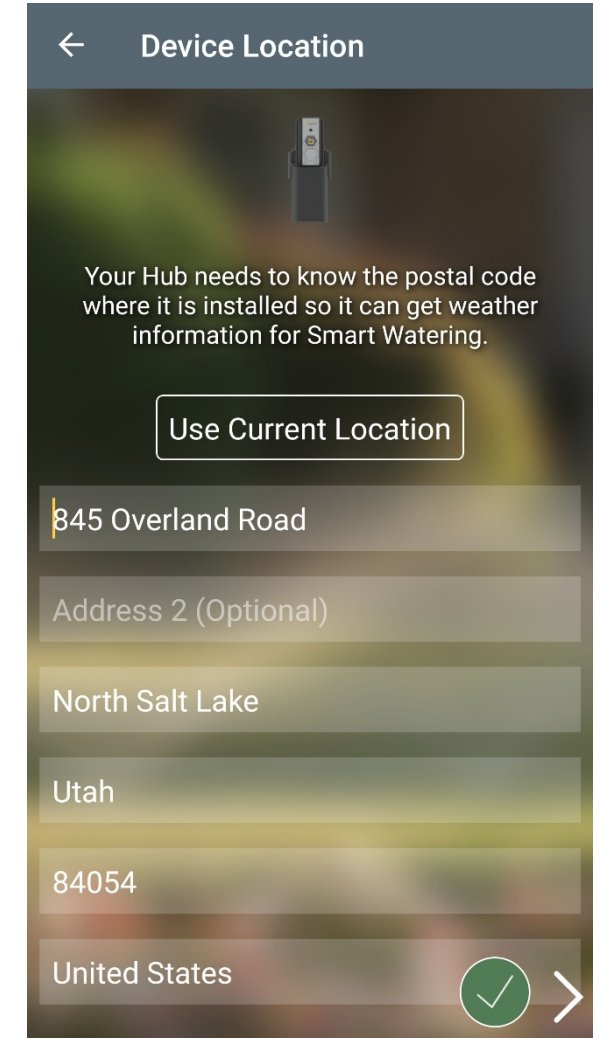 Device Location
Your Hub needs to know the postal code
where it is installed so it can get weather
information for Smart Watering.
Use Current Location
845 Overland Road
Address 2 (Optional)
North Salt Lake
Utah
84054
United States